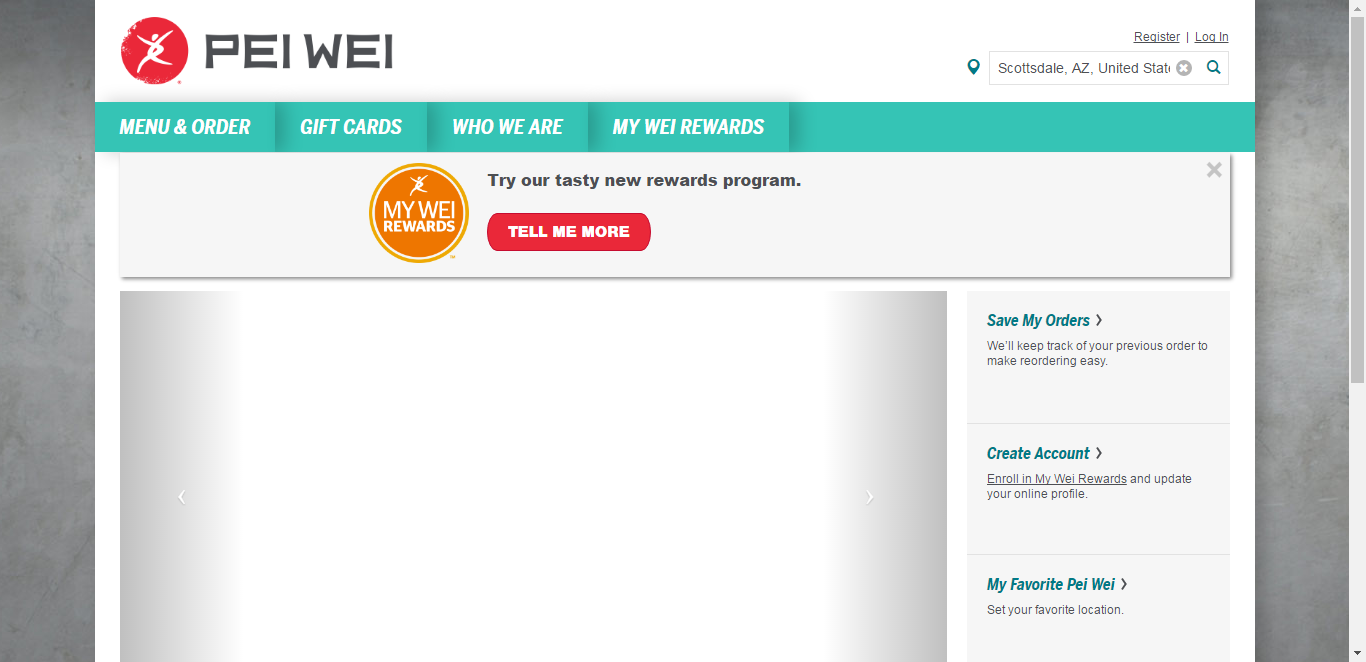 PEI WEI
Register | Log In
Scottsdale, AZ, United State
MENU & ORDER
GIFT CARDS
WHO WE ARE
MY WEI REWARDS
MY WEI
REWARDS
TM
Try our tasty new rewards program.
TELL ME MORE
Save My Orders
We'll keep track of your previous order to
make reordering easy.
Create Account
Enroll in My Wei Rewards and update
your online profile.
My Favorite Pei Wei
Set your favorite location.